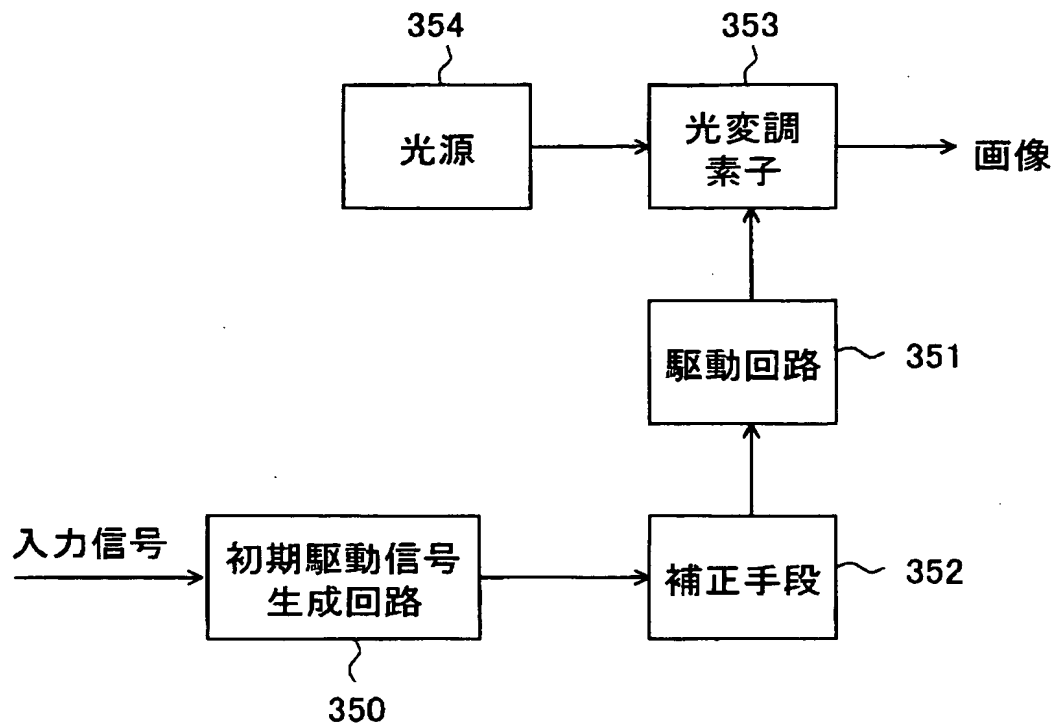 354
353
光源
光変調
素子
画像
駆動回路
351
入力信号
初期駆動信号
生成回路
補正手段
352
350